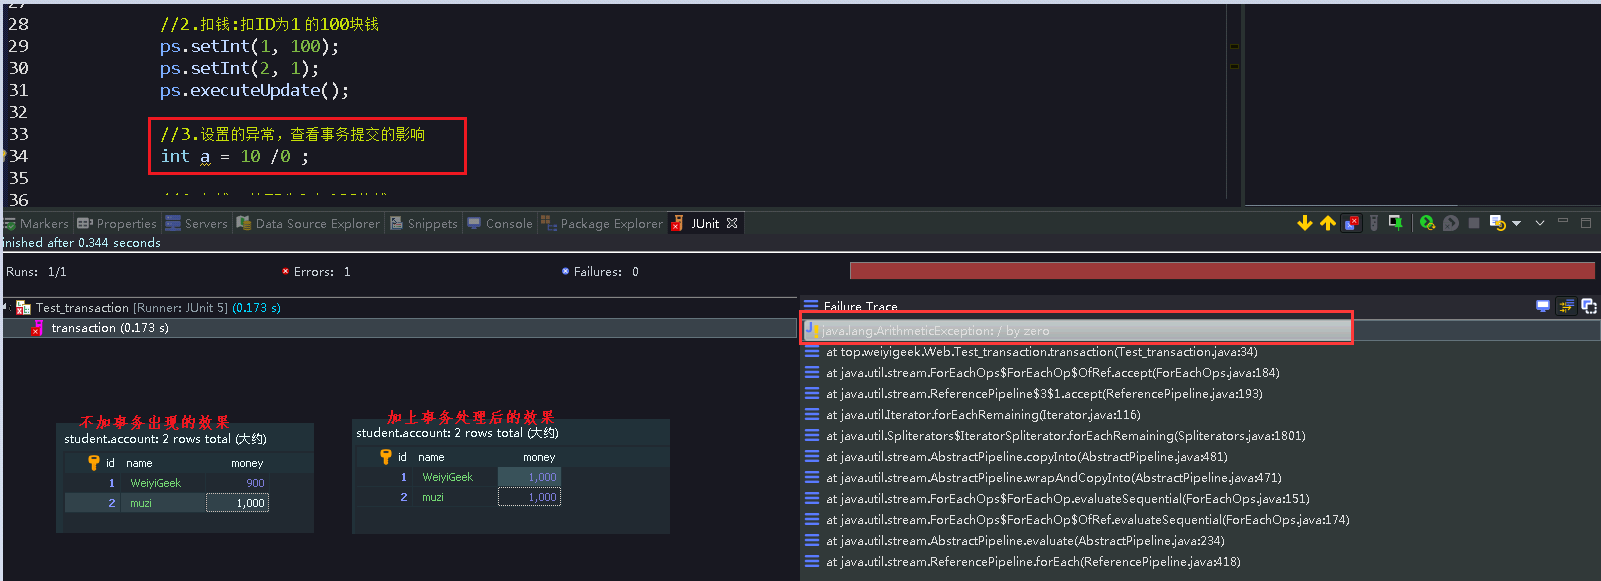 28 //2.扣钱:扣ID为1 的100块钱
29 ps.setInt(1, 100);
30 ps.setInt(2, 1);
31 ps.executeUpdate();
32
33 //3.设置的异常，查看事务提交的影响
34 int a = 10 /0 ;
35
36
Markers Properties Servers Data Source Explorer Snippets Console Package Explorer JUnit
inished after 0.344 seconds
Runs: 1/1 Errors: 1 Failures: 0
Test_transaction [Runner: JUnit 5] (0.173 s)
transaction (0.173 s)
Failure Trace
java.lang.ArithmeticException: / by zero
at top.weiyigeek.Web.Test_transaction.transaction(Test_transaction.java:34)
at java.util.stream.ForEachOps$ForEachOp$OfRef.accept(ForEachOps.java:184)
at java.util.stream.ReferencePipeline$3$1.accept(ReferencePipeline.java:193)
at java.util.Iterator.forEachRemaining(Iterator.java:116)
at java.util.Spliterators$IteratorSpliterator.forEachRemaining(Spliterators.java:1801)
at java.util.stream.AbstractPipeline.copyInto(AbstractPipeline.java:481)
at java.util.stream.AbstractPipeline.wrapAndCopyInto(AbstractPipeline.java:471)
at java.util.stream.ForEachOps$ForEachOp.evaluateSequential(ForEachOps.java:151)
at java.util.stream.ForEachOps$ForEachOp$OfRef.evaluateSequential(ForEachOps.java:174)
at java.util.stream.AbstractPipeline.evaluate(AbstractPipeline.java:234)
at java.util.stream.ReferencePipeline.forEach(ReferencePipeline.java:418)
不加事务出现的效果
student.account: 2 rows total (大约)
id name money
1 WeiyiGeek 900
2 muzi 1,000
加上事务处理后的效果
student.account: 2 rows total (大约)
id name money
1 WeiyiGeek 1,000
2 muzi 1,000